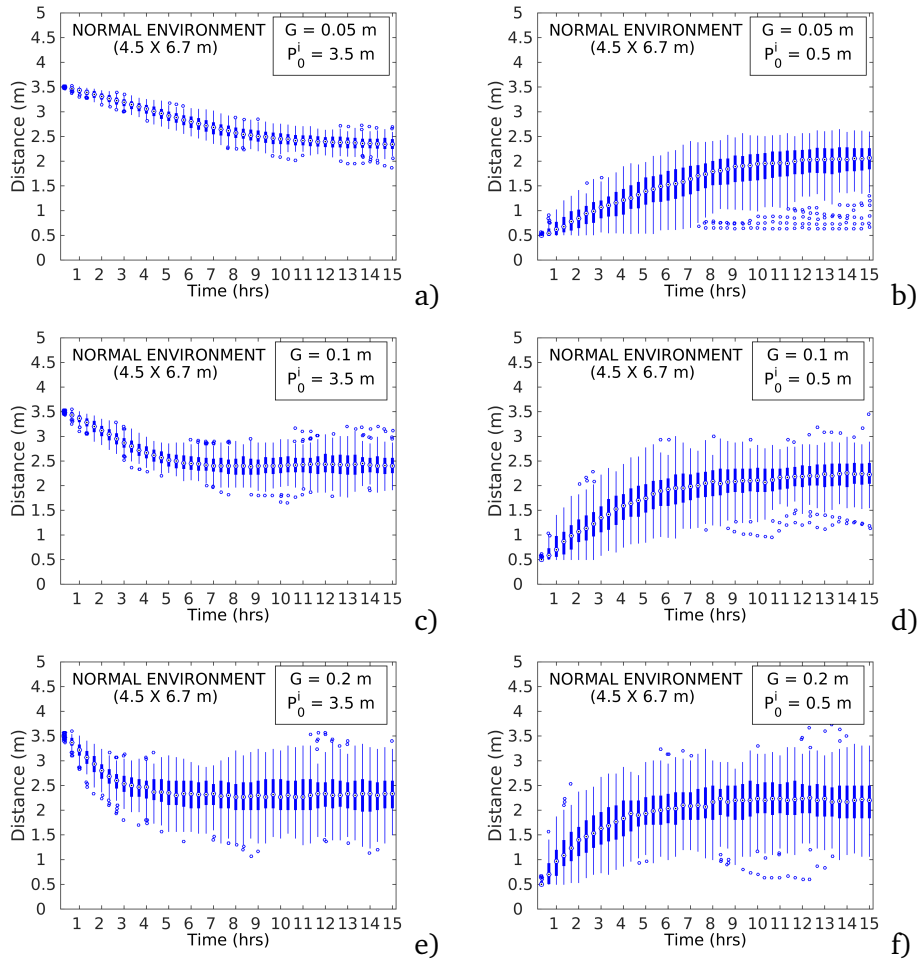 NORMAL ENVIRONMENT
(4.5 X 6.7 m)
G = 0.05 m
P₀ⁱ = 3.5 m
5
4.5
4
3.5
3
2.5
2
1.5
1
0.5
0
Distance (m)
1 2 3 4 5 6 7 8 9 10 11 12 13 14 15
Time (hrs)
a)
NORMAL ENVIRONMENT
(4.5 X 6.7 m)
G = 0.05 m
P₀ⁱ = 0.5 m
5
4.5
4
3.5
3
2.5
2
1.5
1
0.5
0
Distance (m)
1 2 3 4 5 6 7 8 9 10 11 12 13 14 15
Time (hrs)
b)
NORMAL ENVIRONMENT
(4.5 X 6.7 m)
G = 0.1 m
P₀ⁱ = 3.5 m
5
4.5
4
3.5
3
2.5
2
1.5
1
0.5
0
Distance (m)
1 2 3 4 5 6 7 8 9 10 11 12 13 14 15
Time (hrs)
c)
NORMAL ENVIRONMENT
(4.5 X 6.7 m)
G = 0.1 m
P₀ⁱ = 0.5 m
5
4.5
4
3.5
3
2.5
2
1.5
1
0.5
0
Distance (m)
1 2 3 4 5 6 7 8 9 10 11 12 13 14 15
Time (hrs)
d)
NORMAL ENVIRONMENT
(4.5 X 6.7 m)
G = 0.2 m
P₀ⁱ = 3.5 m
5
4.5
4
3.5
3
2.5
2
1.5
1
0.5
0
Distance (m)
1 2 3 4 5 6 7 8 9 10 11 12 13 14 15
Time (hrs)
e)
NORMAL ENVIRONMENT
(4.5 X 6.7 m)
G = 0.2 m
P₀ⁱ = 0.5 m
5
4.5
4
3.5
3
2.5
2
1.5
1
0.5
0
Distance (m)
1 2 3 4 5 6 7 8 9 10 11 12 13 14 15
Time (hrs)
f)